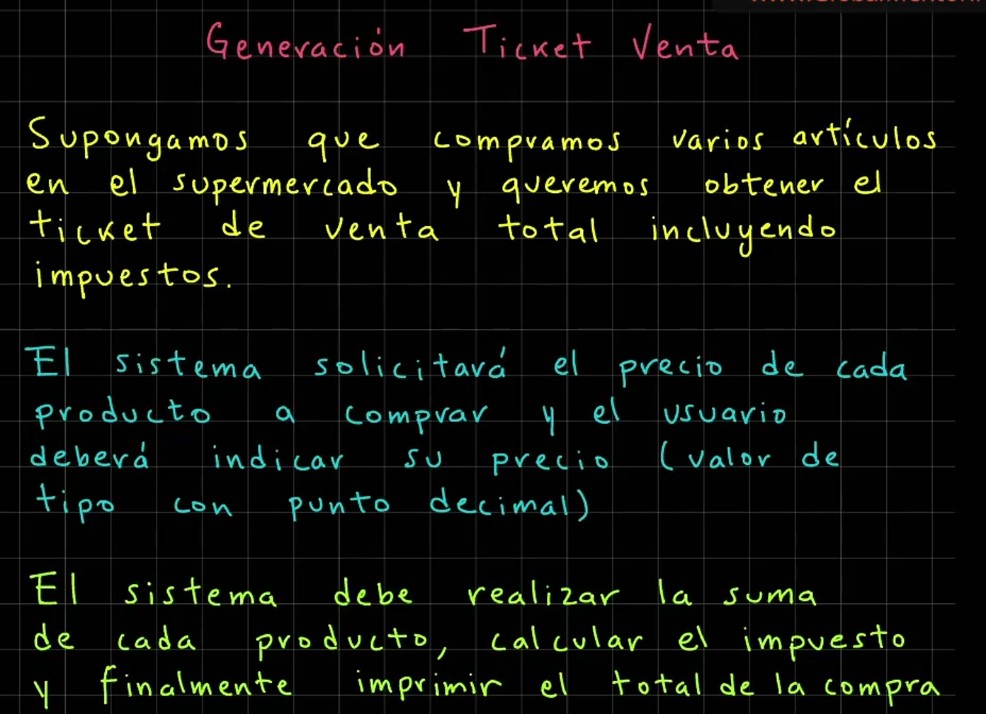 Generación Ticket Venta
Supongamos que compramos varios artículos
en el supermercado y queremos obtener el
ticket de venta total incluyendo
impuestos.
El sistema solicitará el precio de cada
producto a comprar y el usuario
deberá indicar su precio (valor de
tipo con punto decimal)
El sistema debe realizar la suma
de cada producto, calcular el impuesto
y finalmente imprimir el total de la compra